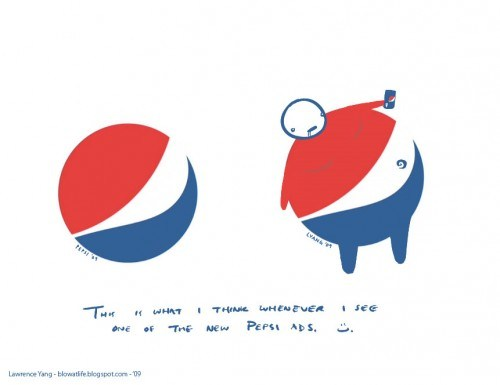 PEPSI '09
LYANG '09
THIS IS WHAT I THINK WHENEVER I SEE
ONE OF THE NEW PEPSI ADS. :).
Lawrence Yang - blowatlife.blogspot.com - '09